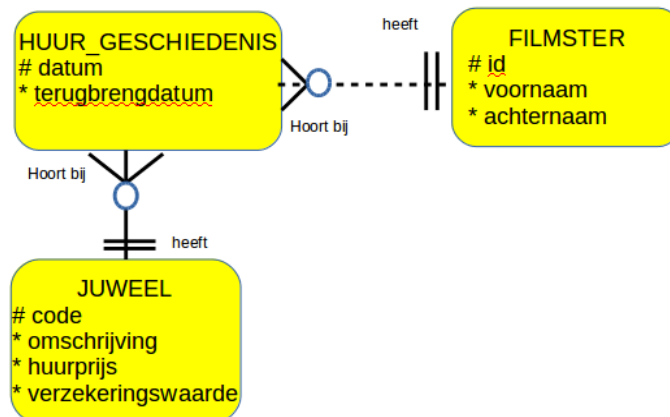 HUUR_GESCHIEDENIS
# datum
* terugbrengdatum
heeft
Hoort bij
FILMSTER
# id
* voornaam
* achternaam
Hoort bij
heeft
JUWEEL
# code
* omschrijving
* huurprijs
* verzekeringswaarde